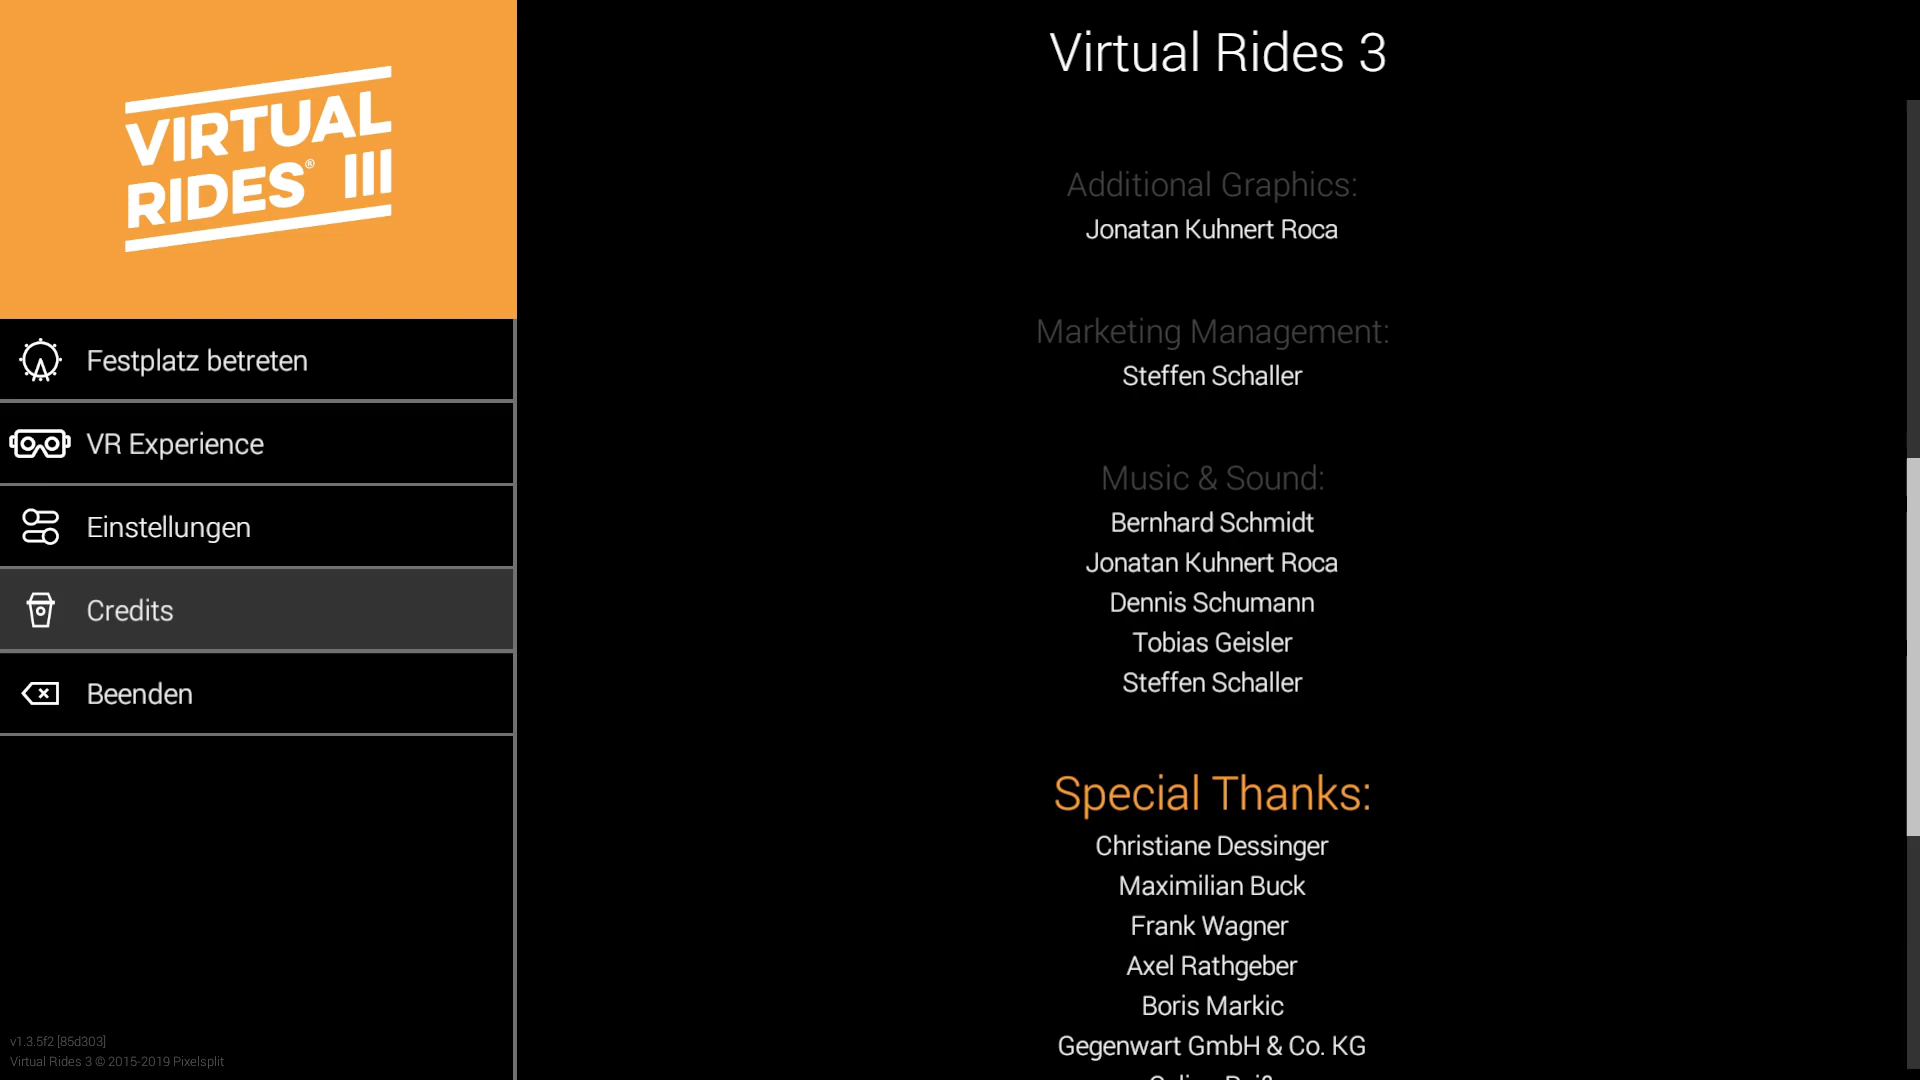 VIRTUAL
RIDES® III
Festplatz betreten
VR Experience
Einstellungen
Credits
Beenden
v1.3.5f2 [85d303]
Virtual Rides 3 © 2015-2019 Pixelsplit
Virtual Rides 3
Additional Graphics:
Jonatan Kuhnert Roca
Marketing Management:
Steffen Schaller
Music & Sound:
Bernhard Schmidt
Jonatan Kuhnert Roca
Dennis Schumann
Tobias Geisler
Steffen Schaller
Special Thanks:
Christiane Dessinger
Maximilian Buck
Frank Wagner
Axel Rathgeber
Boris Markic
Gegenwart GmbH & Co. KG